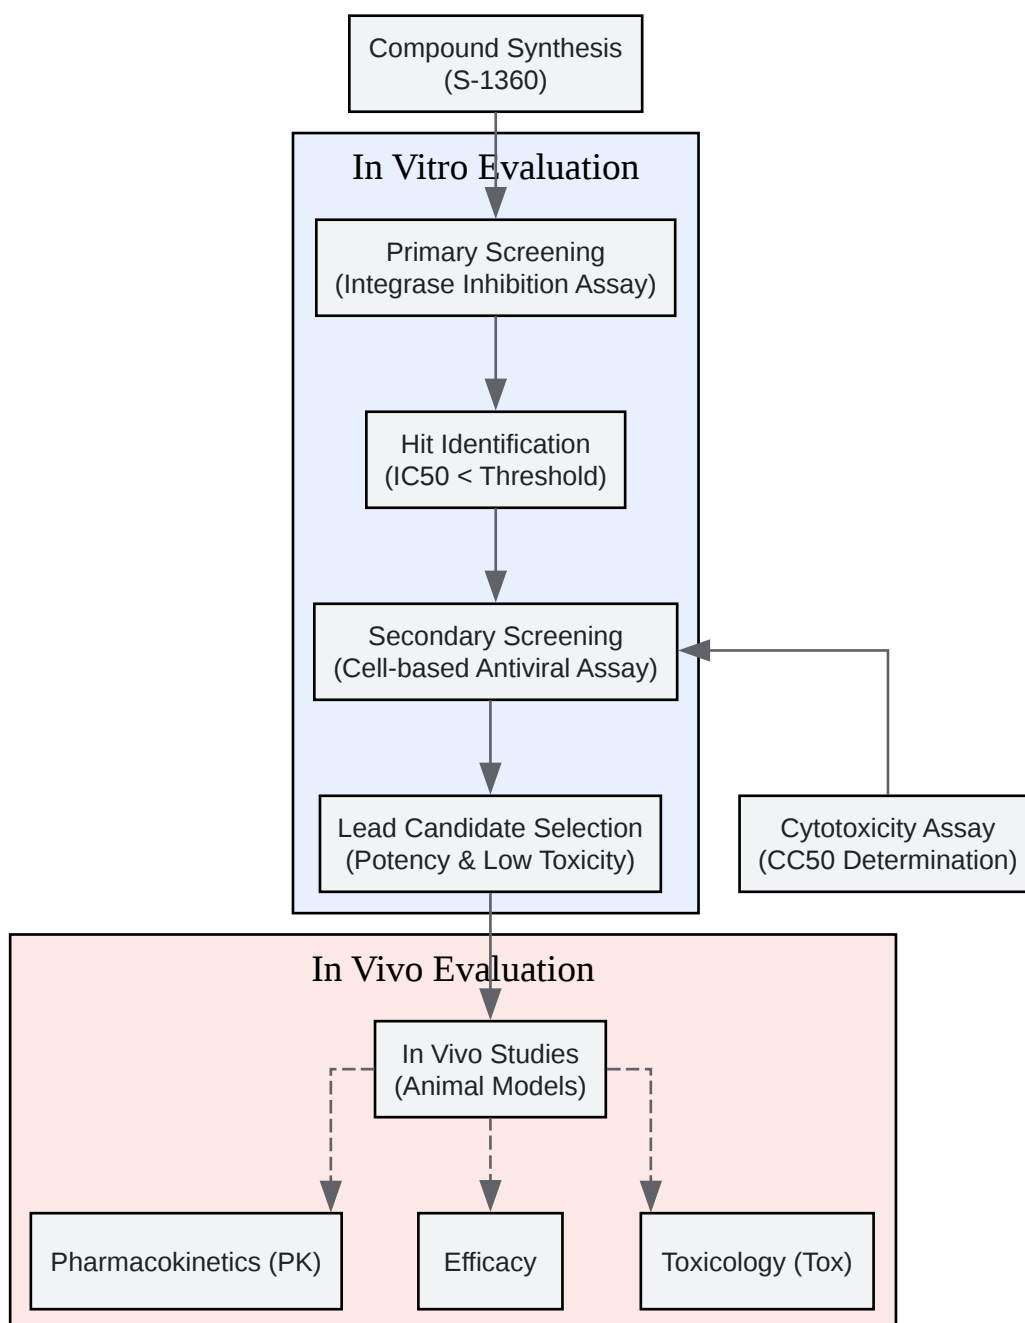 Compound Synthesis
(S-1360)
In Vitro Evaluation
Primary Screening
(Integrase Inhibition Assay)
Hit Identification
(IC50 < Threshold)
Secondary Screening
(Cell-based Antiviral Assay)
Lead Candidate Selection
(Potency & Low Toxicity)
Cytotoxicity Assay
(CC50 Determination)
In Vivo Evaluation
In Vivo Studies
(Animal Models)
Pharmacokinetics (PK)
Efficacy
Toxicology (Tox)